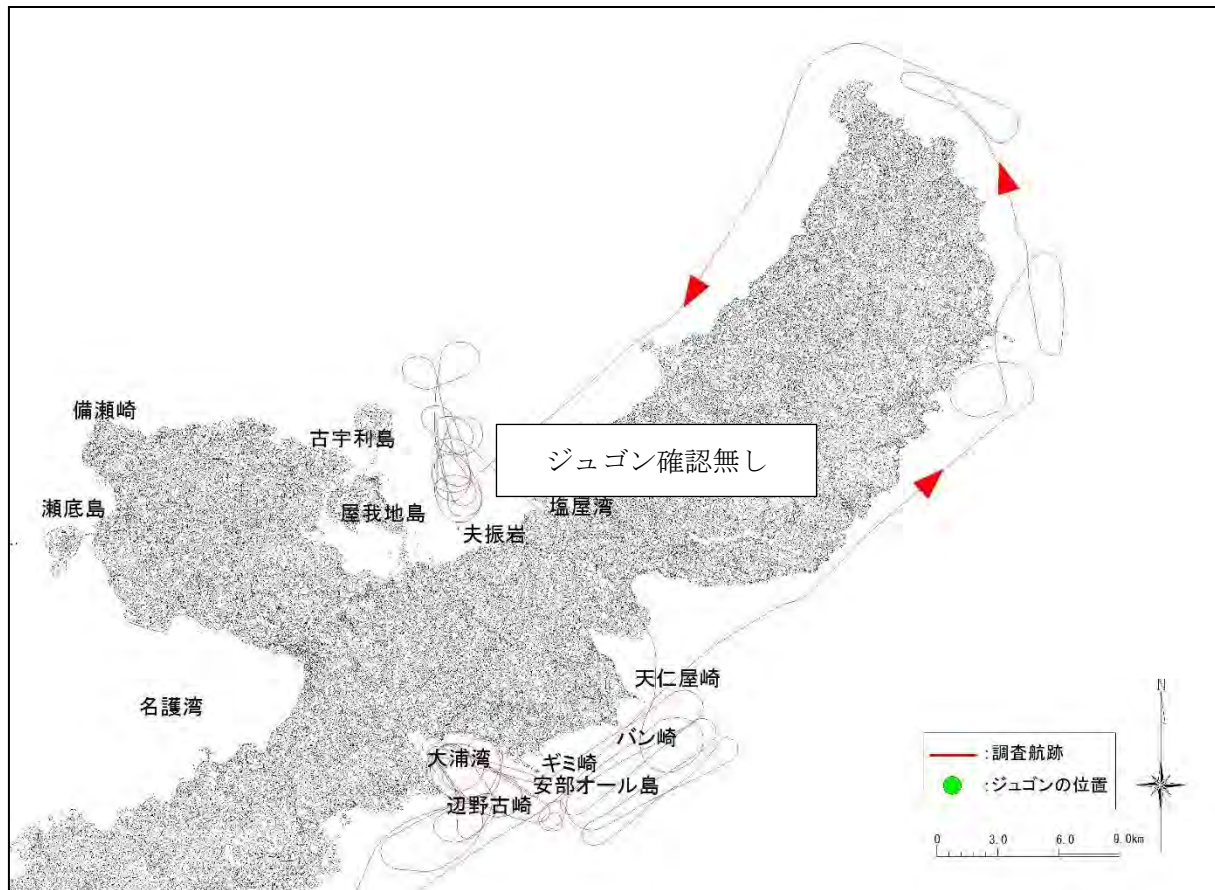 備瀬崎
古宇利島
ジュゴン確認無し
瀬底島
屋我地島
塩屋湾
夫振岩
天仁屋崎
名護湾
バン崎
大浦湾
ギミ崎
安部オール島
辺野古崎
N
:調査航跡
:ジュゴンの位置
0 3.0 6.0 9.0km